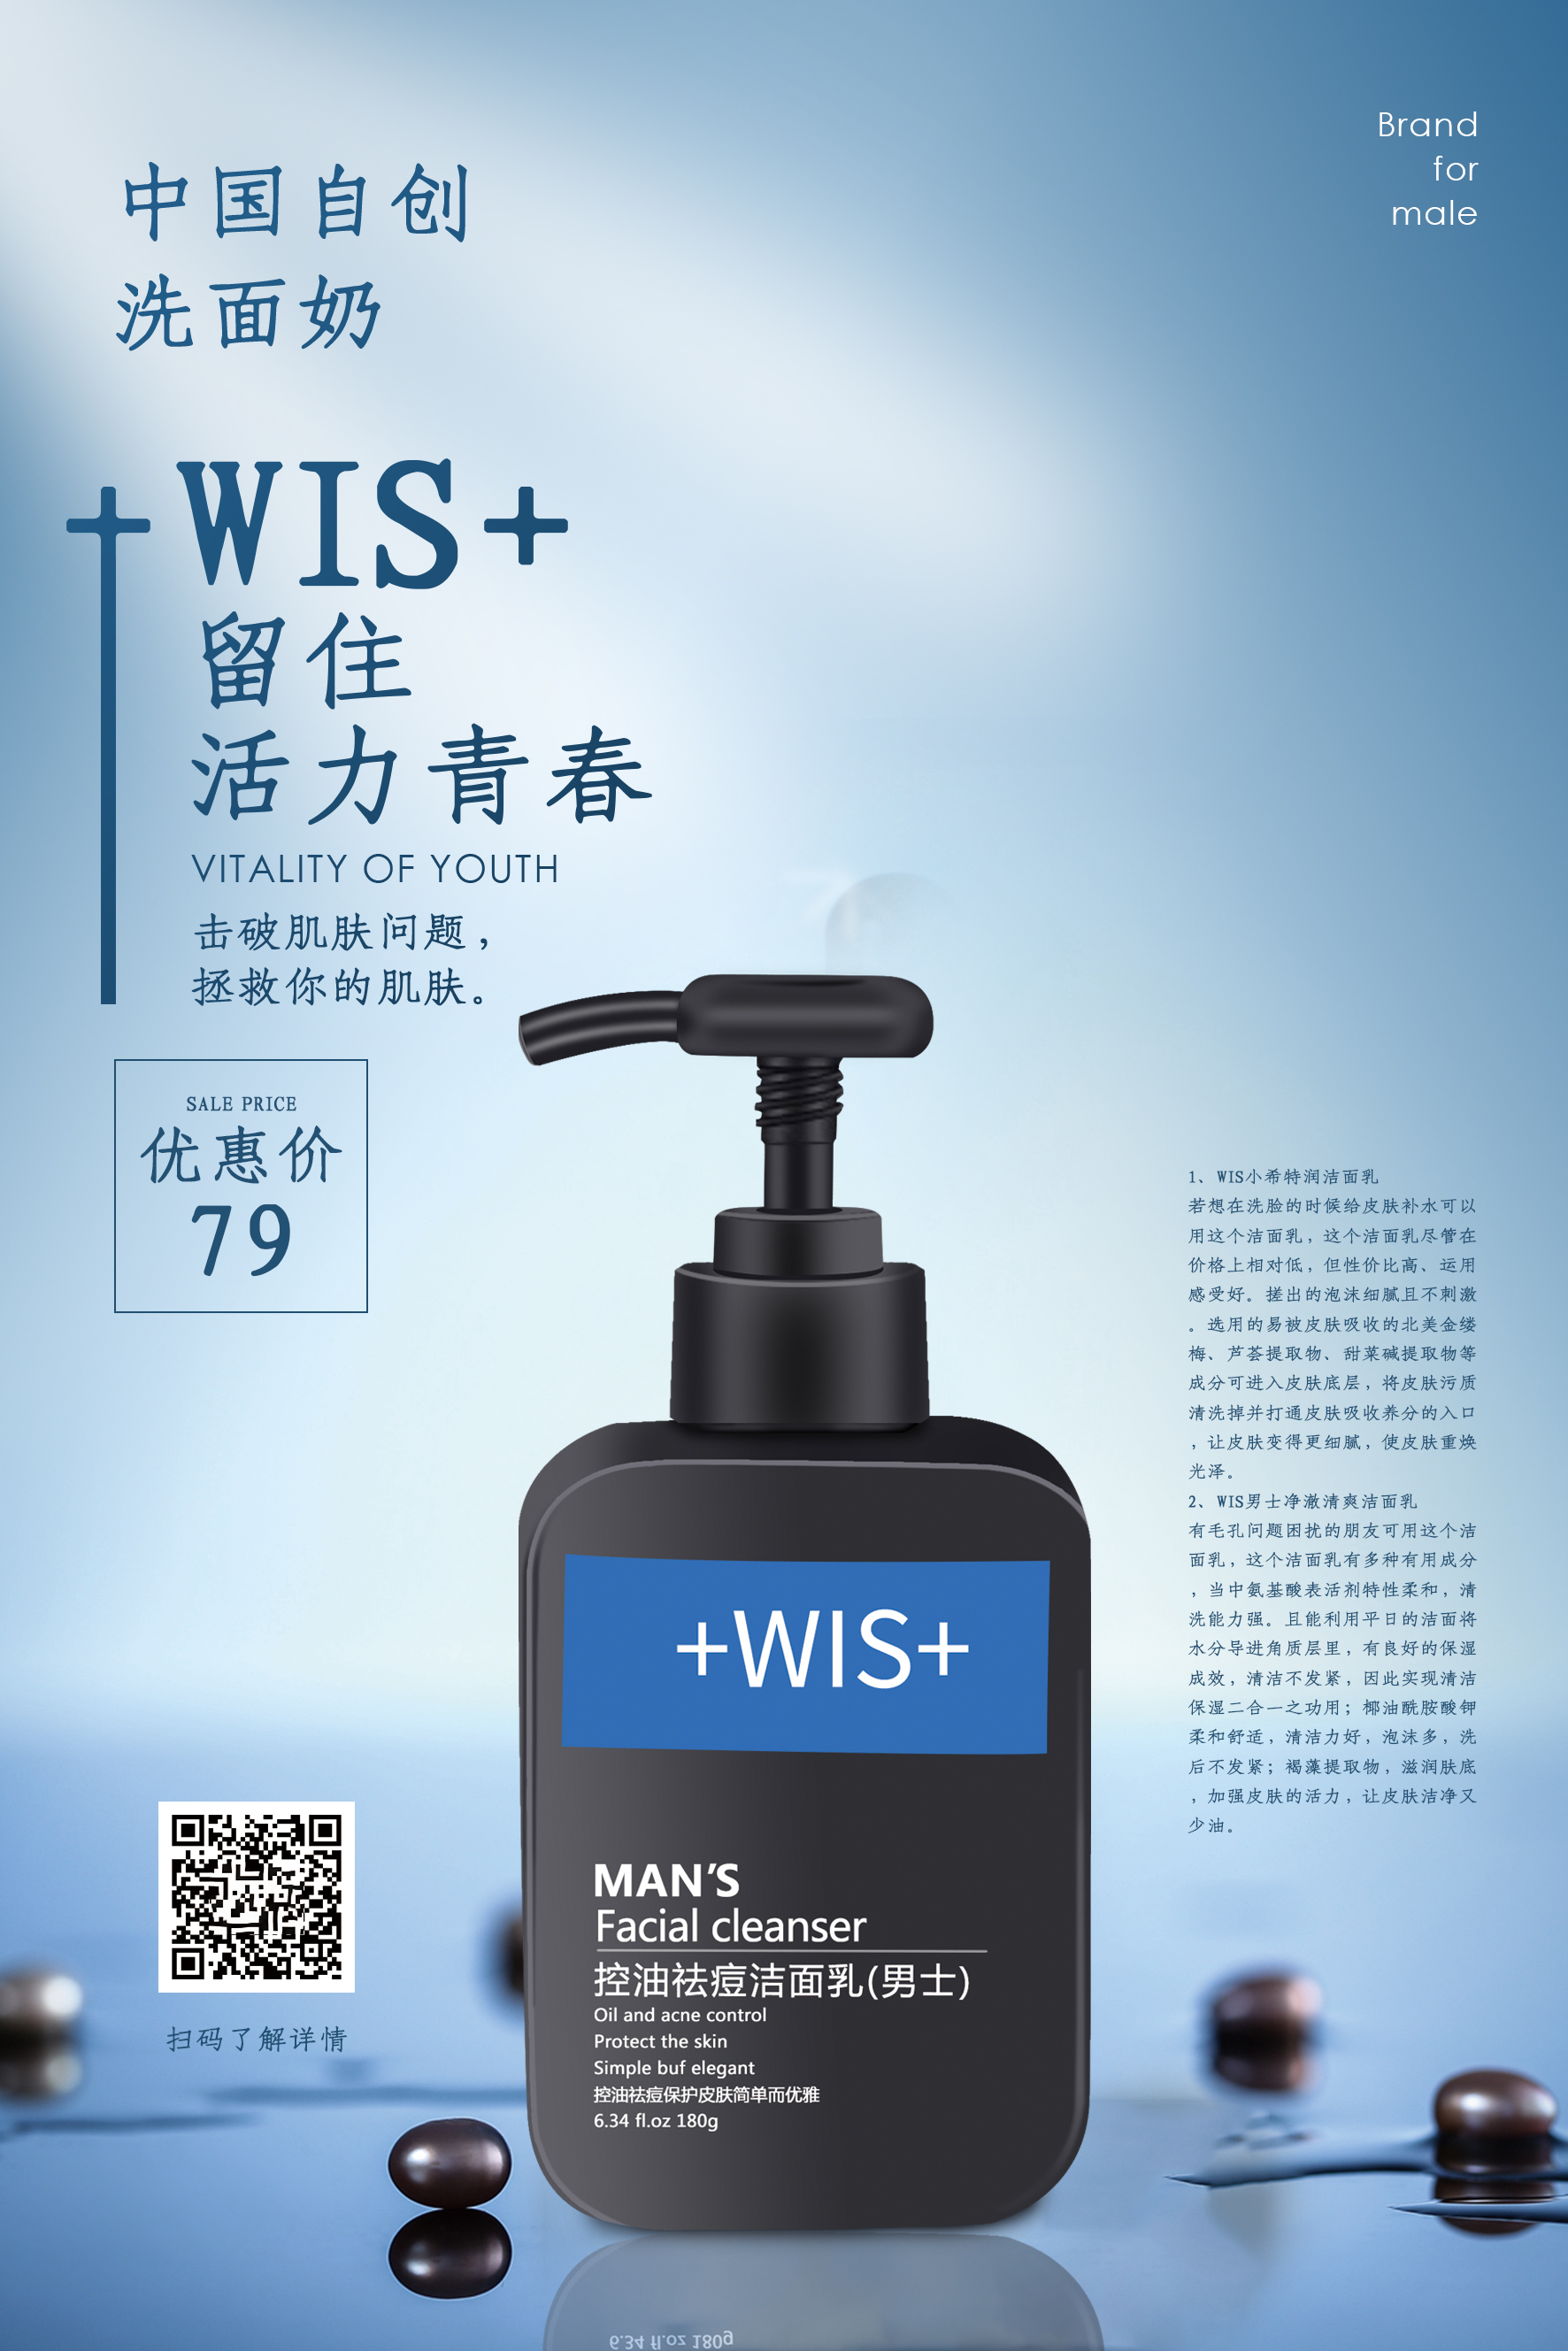 Brand
for
male
中国自创
洗面奶
+WIS+
留住
活力青春
VITALITY OF YOUTH
击破肌肤问题，
拯救你的肌肤。
SALE PRICE
优惠价
79
1、WIS小希特润洁面乳
若想在洗脸的时候给皮肤补水可以
用这个洁面乳，这个洁面乳尽管在
价格上相对低，但性价比高、运用
感受好。搓出的泡沫细腻且不刺激
。选用的易被皮肤吸收的北美金缕
梅、芦荟提取物、甜菜碱提取物等
成分可进入皮肤底层，将皮肤污质
清洗掉并打通皮肤吸收养分的入口
，让皮肤变得更细腻，使皮肤重焕
光泽。
2、WIS男士净澈清爽洁面乳
有毛孔问题困扰的朋友可用这个洁
面乳，这个洁面乳有多种有用成分
，当中氨基酸表活剂特性柔和，清
洗能力强。且能利用平日的洁面将
水分导进角质层里，有良好的保湿
成效，清洁不发紧，因此实现清洁
保湿二合一之功用；椰油酰胺酸钾
柔和舒适，清洁力好，泡沫多，洗
后不发紧；褐藻提取物，滋润肤底
，加强皮肤的活力，让皮肤洁净又
少油。
+WIS+
MAN'S
Facial cleanser
控油祛痘洁面乳(男士)
Oil and acne control
Protect the skin
Simple buf elegant
控油祛痘保护皮肤简单而优雅
6.34 fl.oz 180g
扫码了解详情
6.34 fl.oz 180g